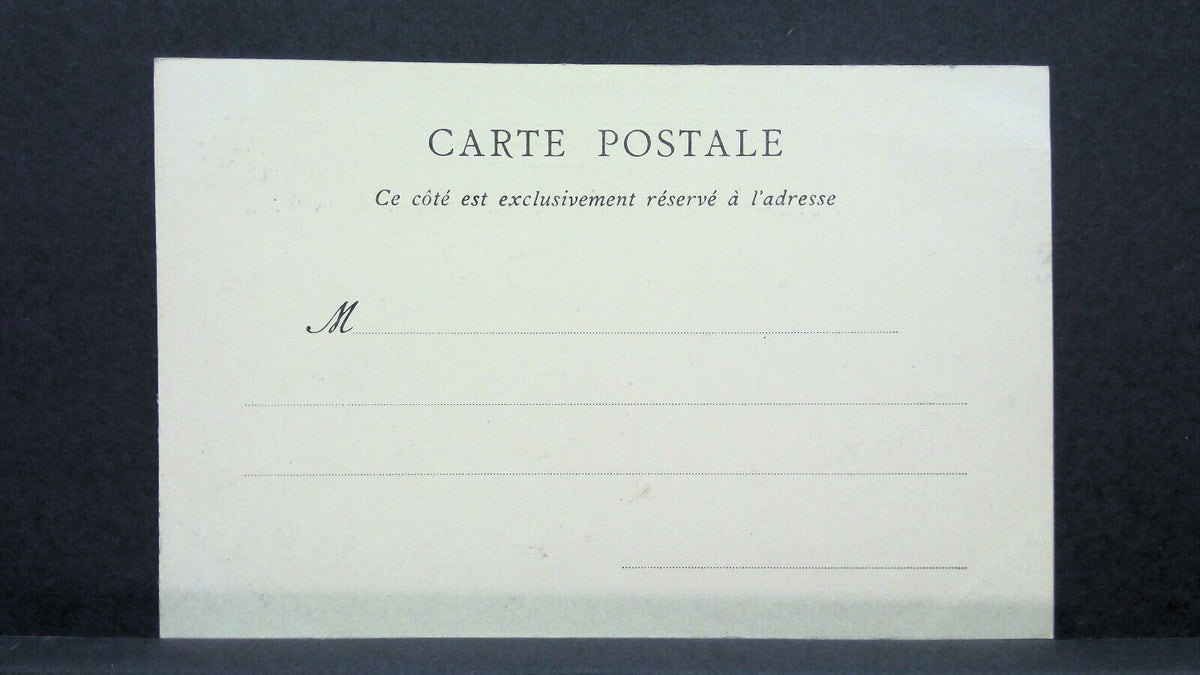 CARTE POSTALE
Ce côté est exclusivement réservé à l'adresse
M